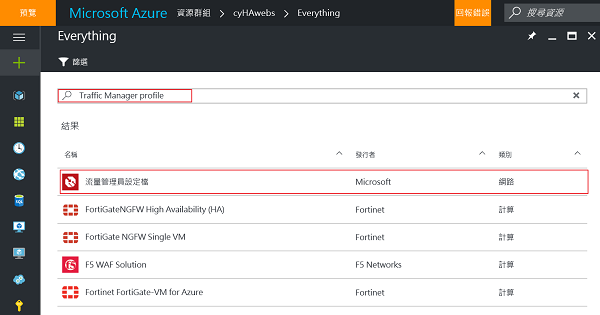 預覽 Microsoft Azure 資源群組 cyHAwebs Everything 回報錯誤 搜尋資源
Everything
篩選
Traffic Manager profile
結果
名稱 發行者 類別
流量管理員設定檔 Microsoft 網路
FortiGateNGFW High Availability (HA) Fortinet 計算
FortiGate NGFW Single VM Fortinet 計算
F5 WAF Solution F5 Networks 計算
Fortinet FortiGate-VM for Azure Fortinet 計算
SQL